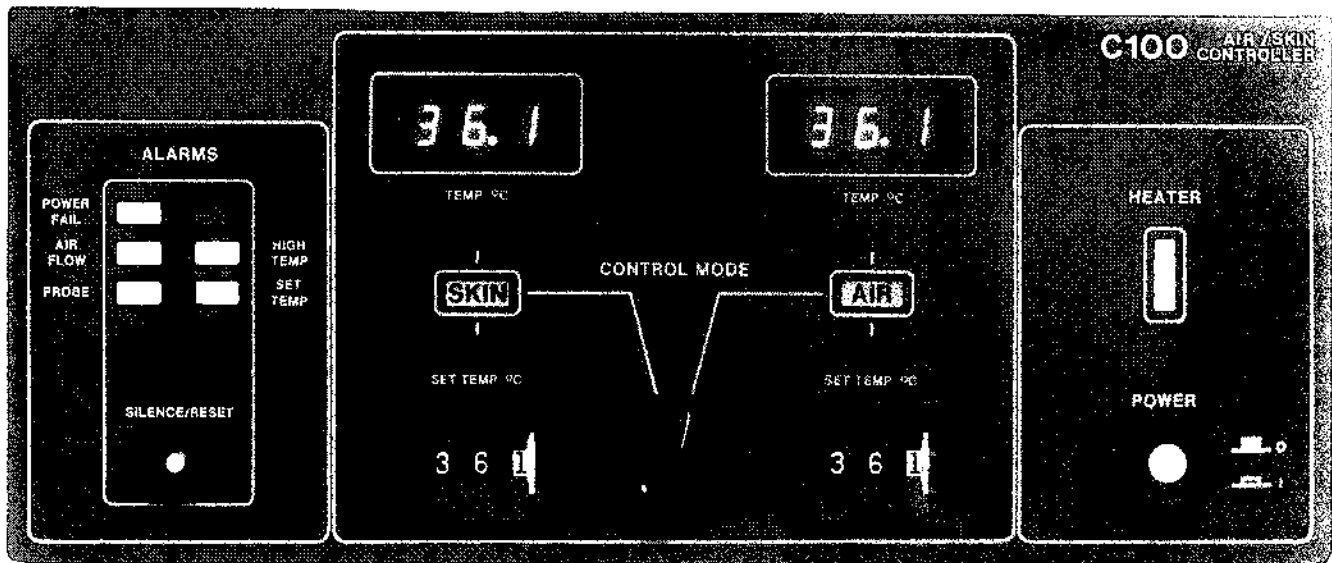 C100 AIR / SKIN CONTROLLER
ALARMS
POWER FAIL
AIR FLOW
HIGH TEMP
PROBE
SET TEMP
SILENCE/RESET
36.1
TEMP °C
36.1
TEMP °C
CONTROL MODE
SKIN
AIR
SET TEMP °C
SET TEMP °C
3 6 1
3 6 1
HEATER
POWER
O
I